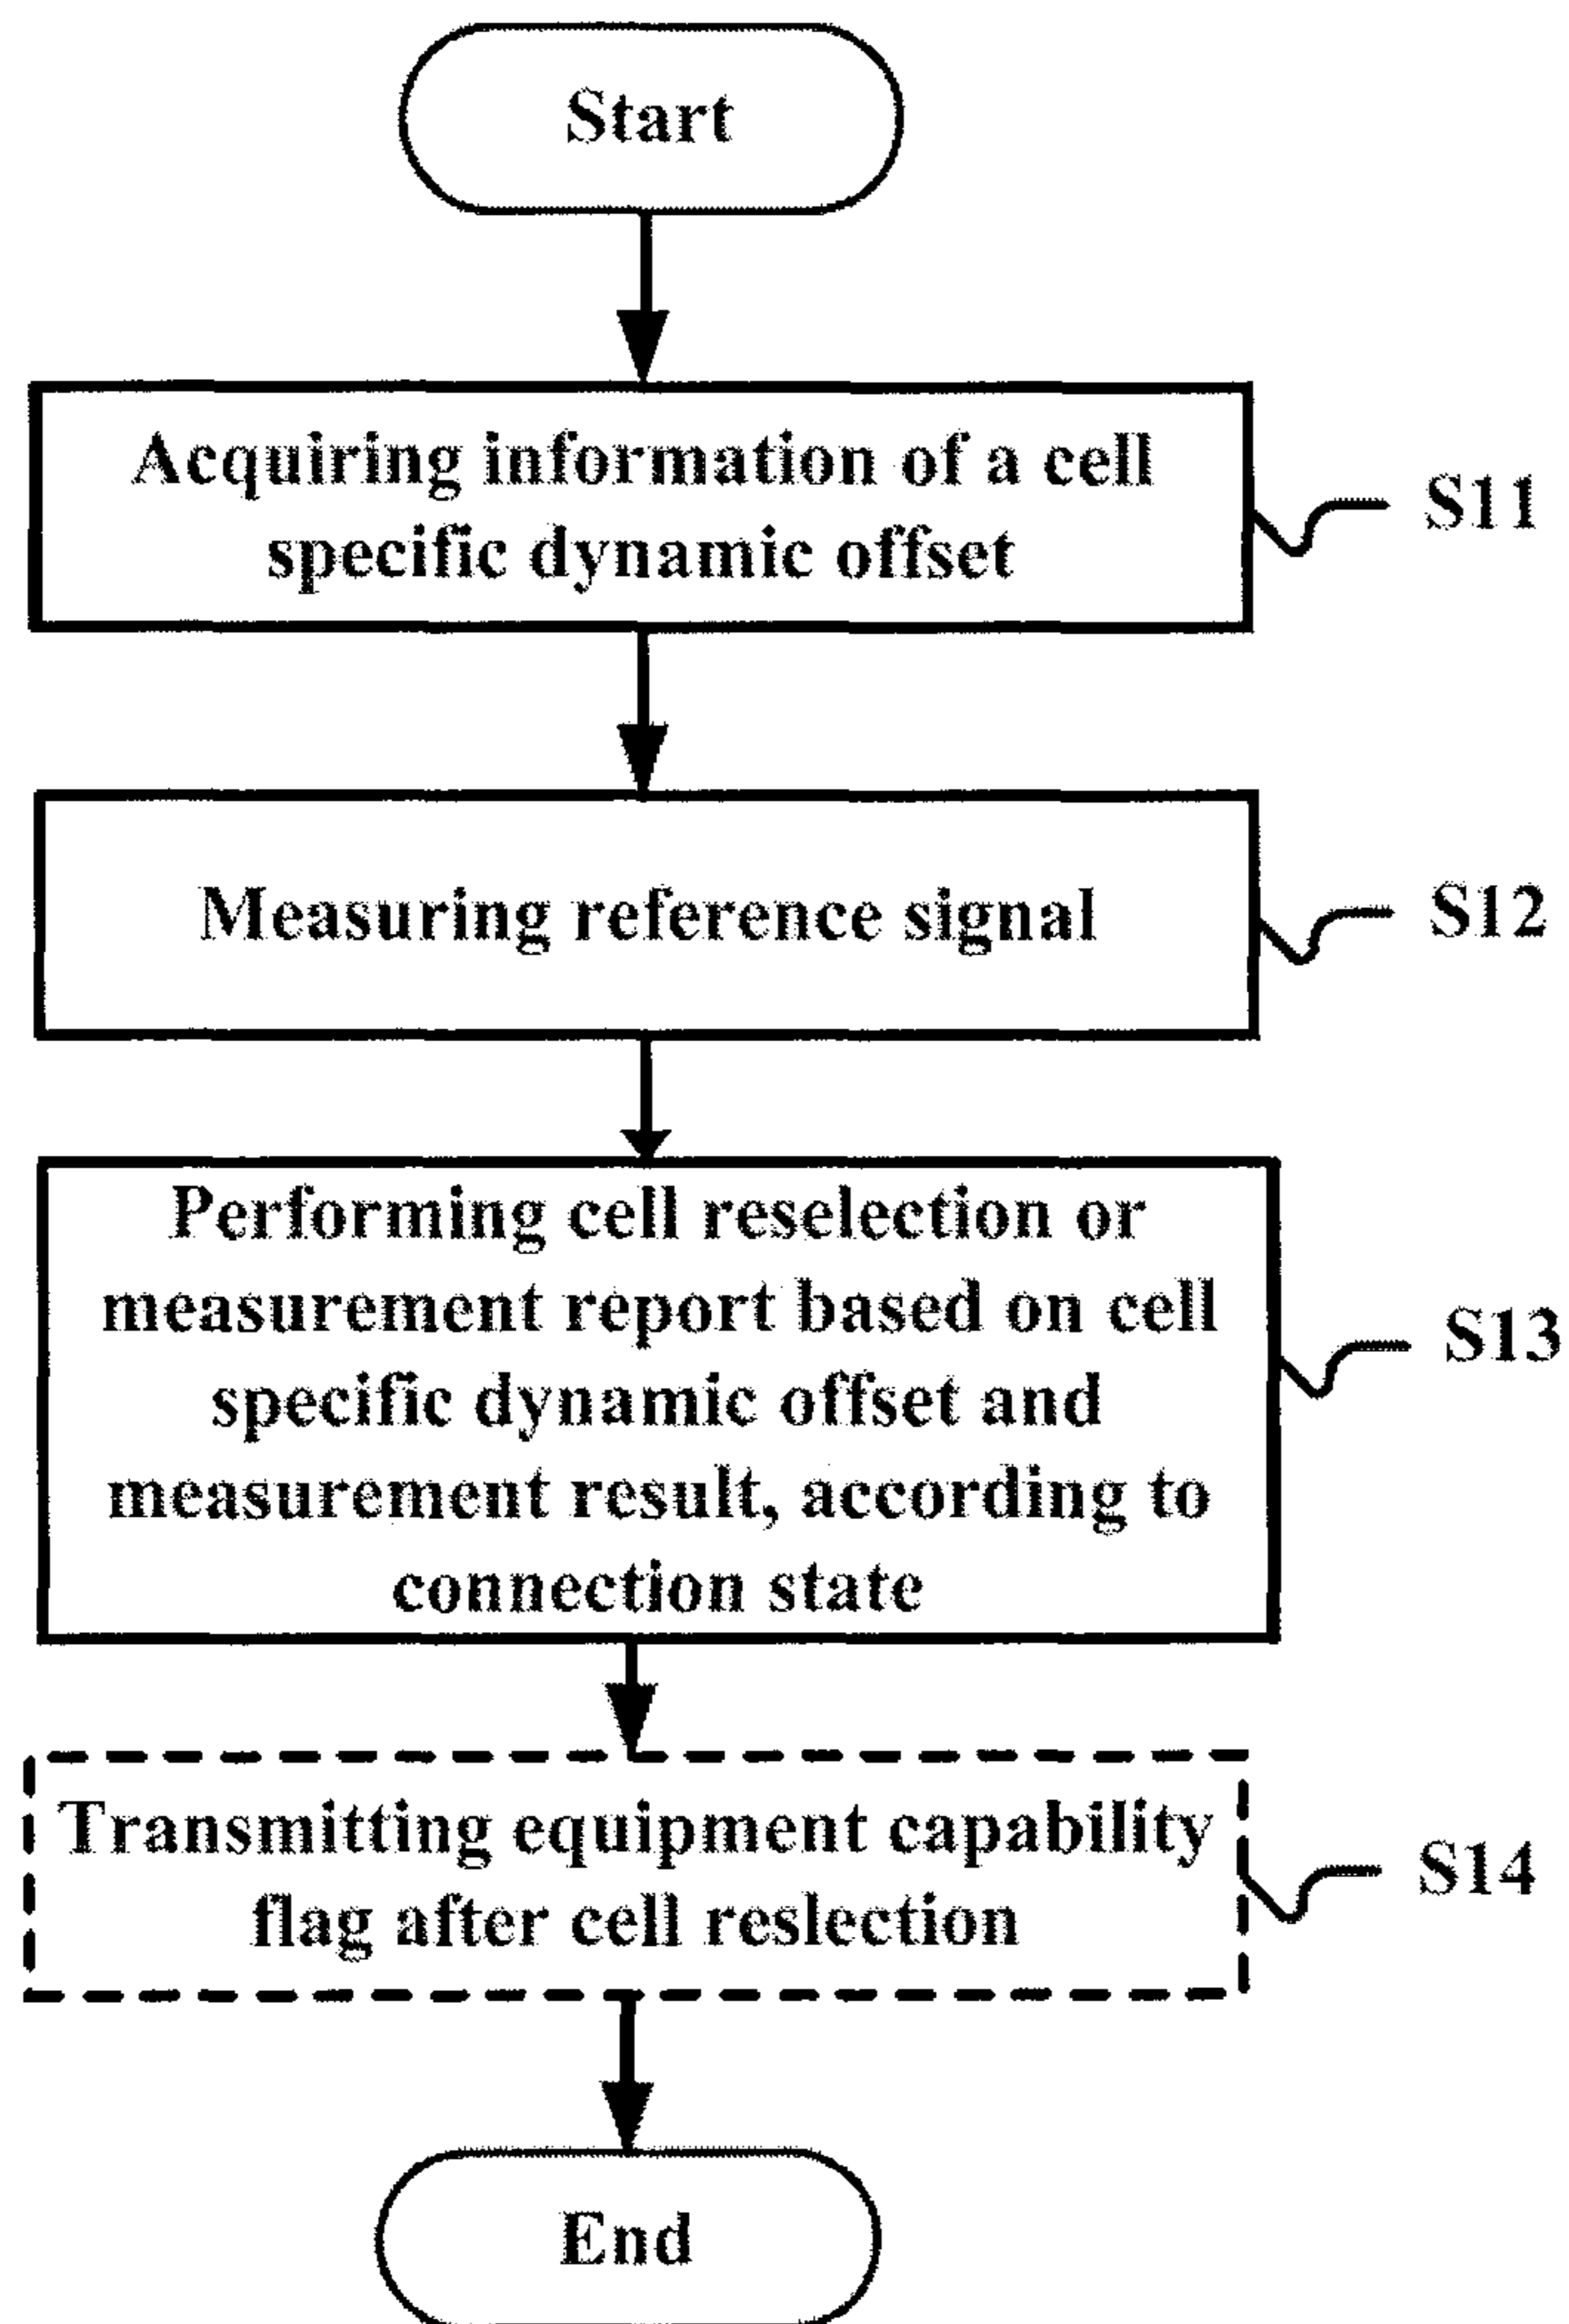 Start
Acquiring information of a cell
specific dynamic offset
S11
Measuring reference signal
S12
Performing cell reselection or
measurement report based on cell
specific dynamic offset and
measurement result, according to
connection state
S13
Transmitting equipment capability
flag after cell reslection
S14
End